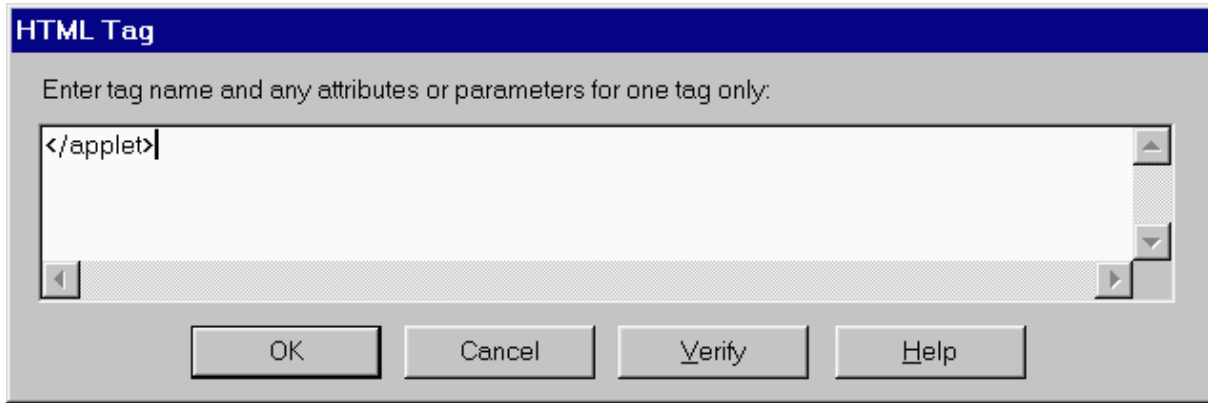 HTML Tag
Enter tag name and any attributes or parameters for one tag only:
</applet>
OK Cancel Verify Help